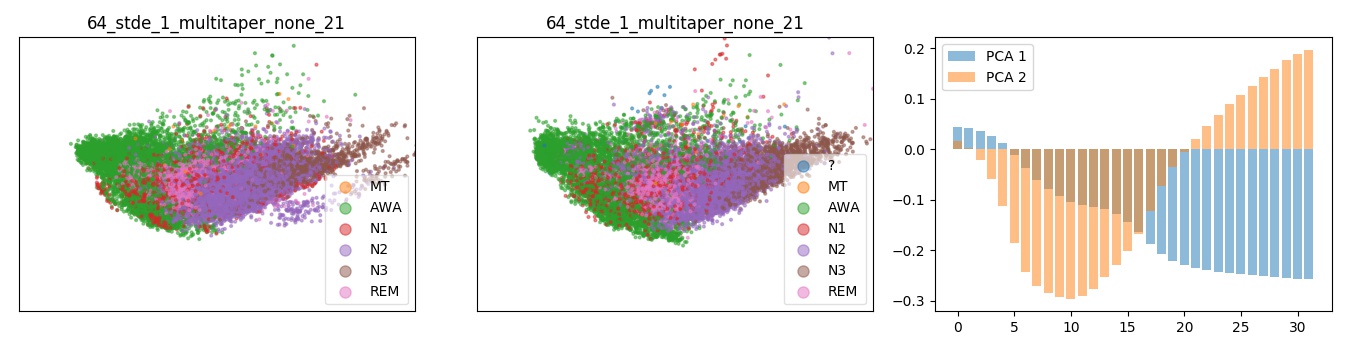 64_stde_1_multitaper_none_21
MT
AWA
N1
N2
N3
REM
64_stde_1_multitaper_none_21
?
MT
AWA
N1
N2
N3
REM
PCA 1
PCA 2
0.2
0.1
0.0
−0.1
−0.2
−0.3
0 5 10 15 20 25 30